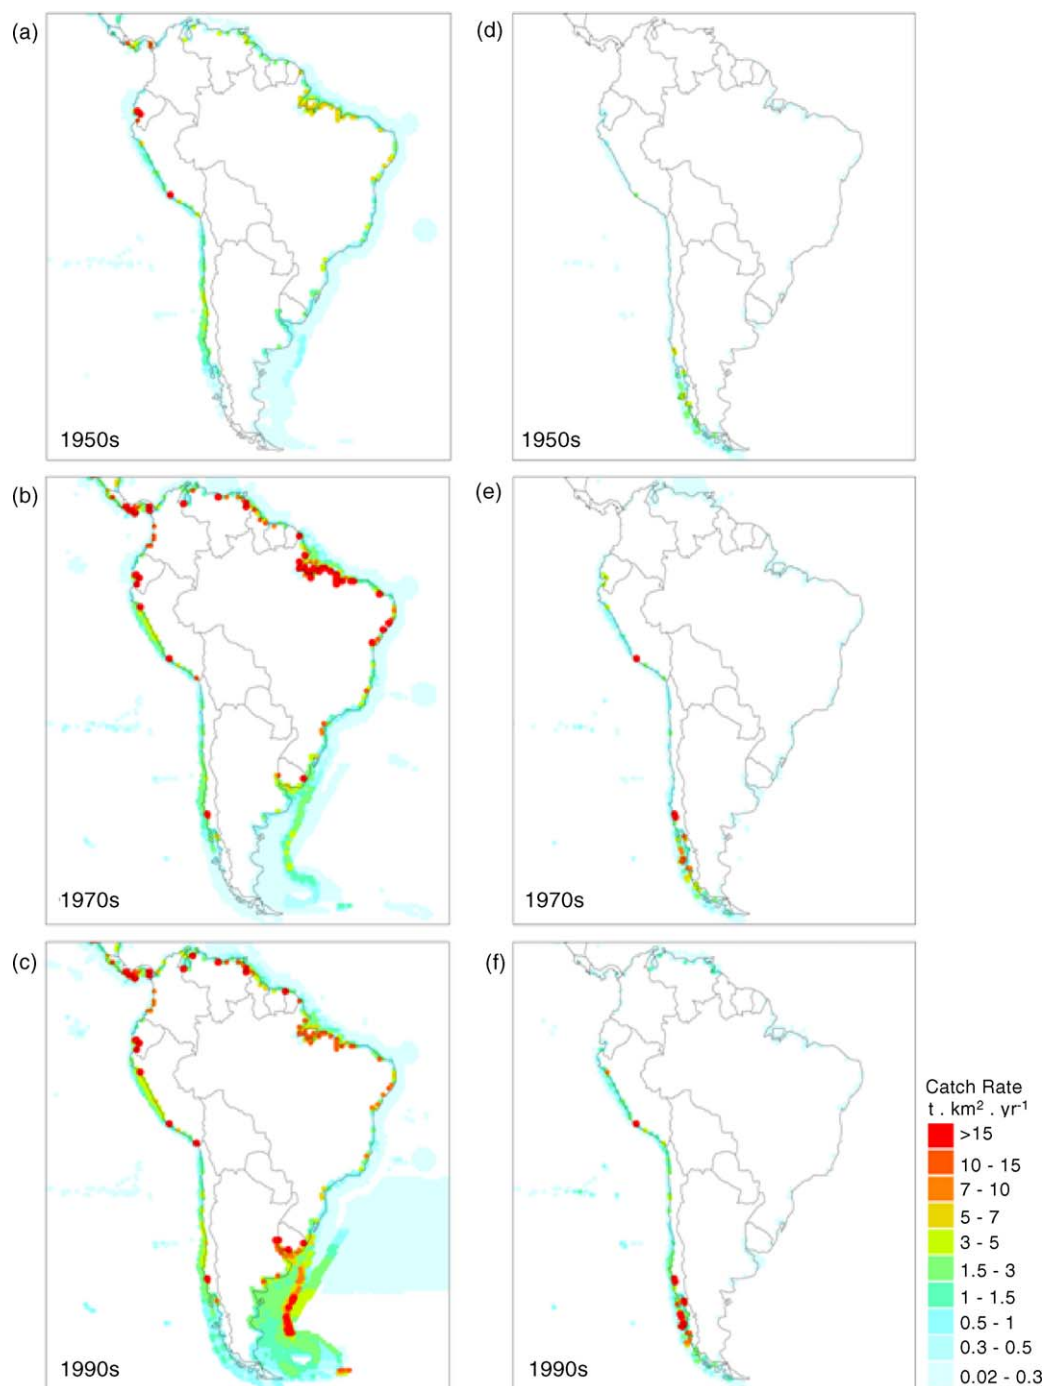 (a)
(d)
1950s
1950s
(b)
(e)
1970s
1970s
(c)
(f)
1990s
1990s
Catch Rate
t . km² . yr⁻¹
>15
10 - 15
7 - 10
5 - 7
3 - 5
1.5 - 3
1 - 1.5
0.5 - 1
0.3 - 0.5
0.02 - 0.3